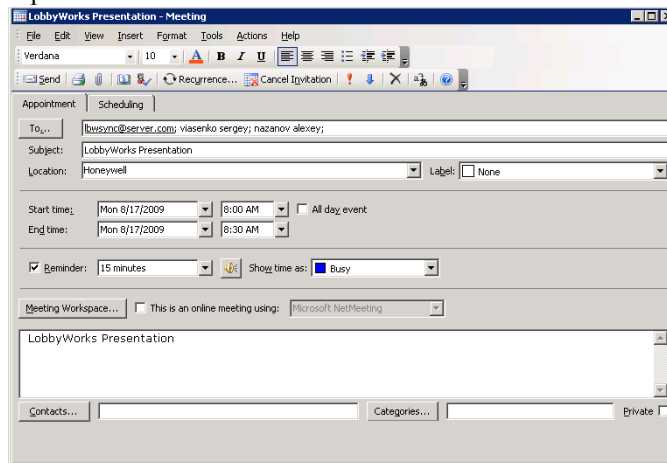 LobbyWorks Presentation - Meeting
File Edit View Insert Format Tools Actions Help
Verdana 10 A B I U
Send Recurrence... Cancel Invitation
Appointment Scheduling
To... lbwsync@server.com; viasenko sergey; nazanov alexey;
Subject: LobbyWorks Presentation
Location: Honeywell Label: None
Start time: Mon 8/17/2009 8:00 AM All day event
End time: Mon 8/17/2009 8:30 AM
Reminder: 15 minutes Show time as: Busy
Meeting Workspace... This is an online meeting using: Microsoft NetMeeting
LobbyWorks Presentation
Contacts... Categories... Private